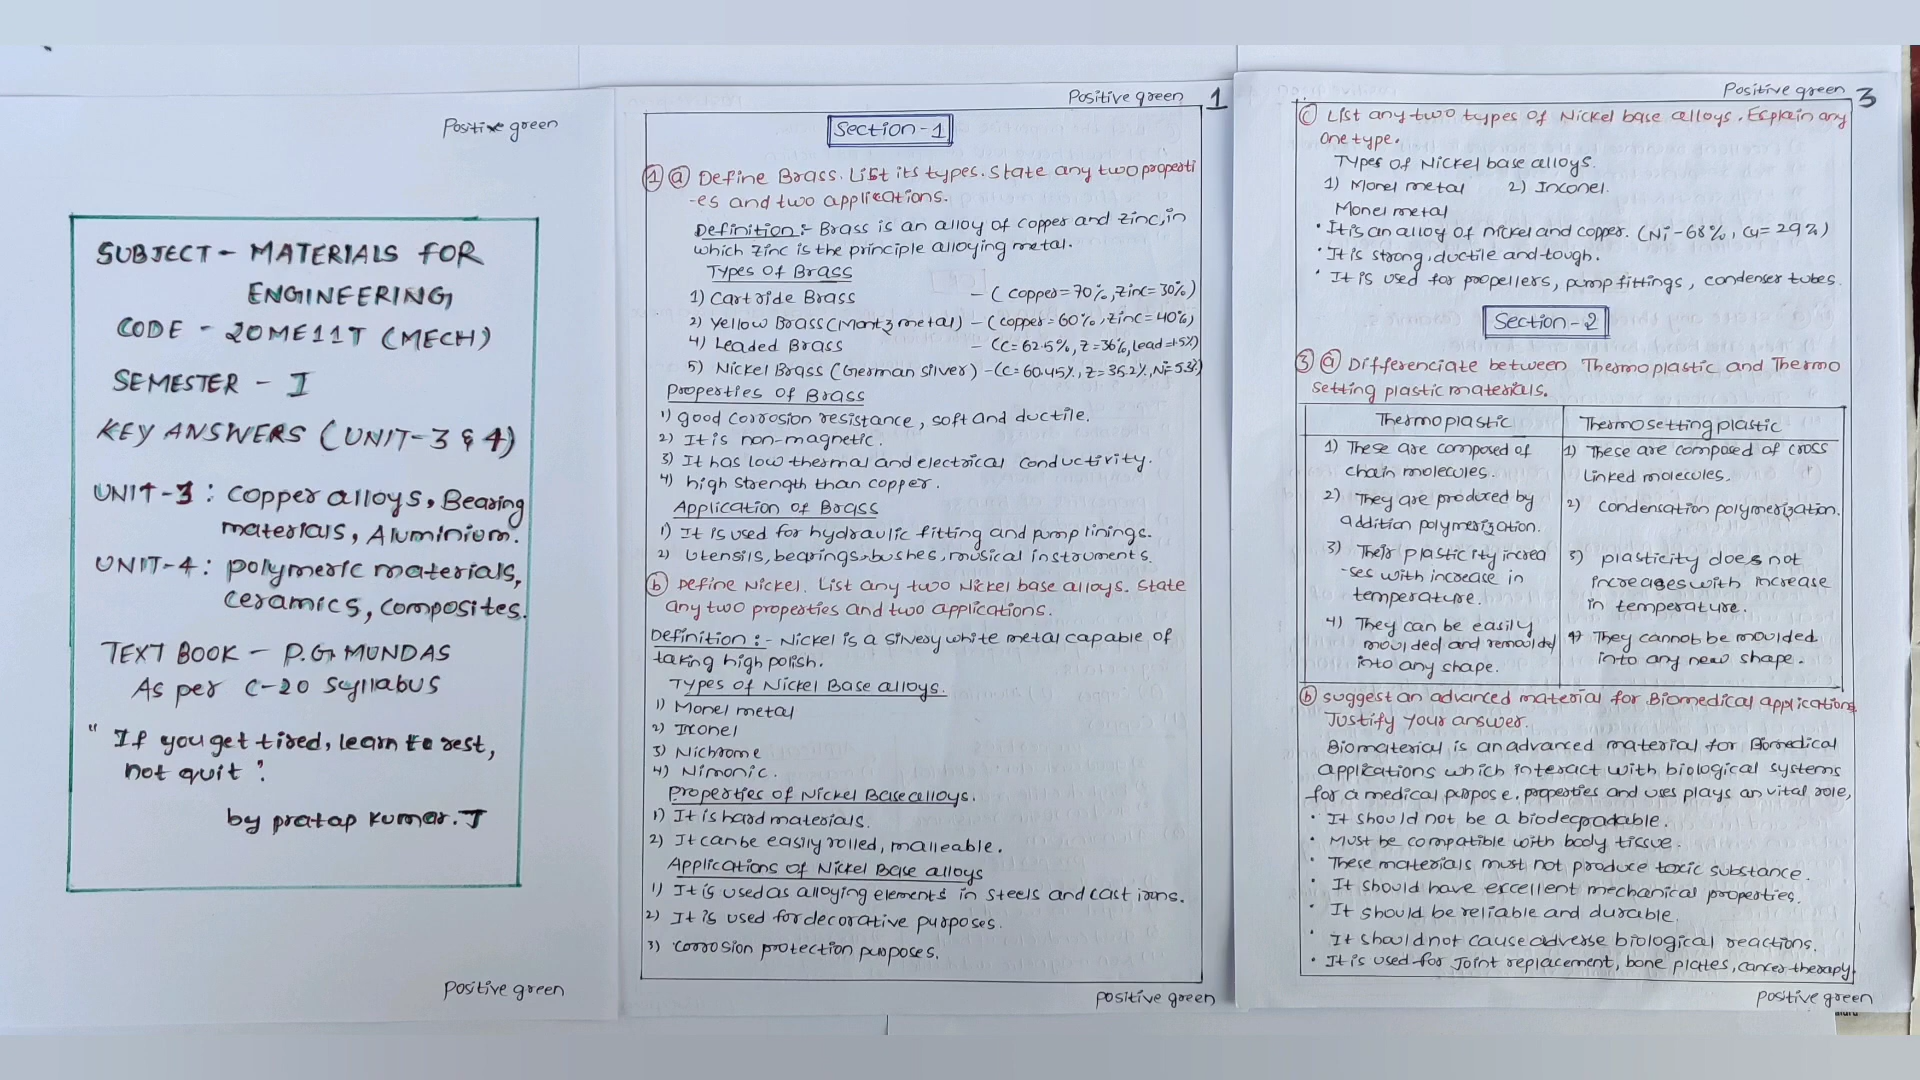 Positive green
SUBJECT - MATERIALS FOR
ENGINEERING
CODE - 20ME11T (MECH)
SEMESTER - I
KEY ANSWERS (UNIT-3 & 4)
UNIT-3 : Copper alloys, Bearing
materials, Aluminium.
UNIT-4 : polymeric materials,
ceramics, composites.
TEXT BOOK - P.G. MUNDAS
As per C-20 syllabus
" If you get tired, learn to rest,
not quit "
by pratap kumar. J
positive green
Positive green 1
Section - 1
1 a Define Brass. List its types. State any two properti
-es and two applications.
Definition :- Brass is an alloy of copper and zinc, in
which zinc is the principle alloying metal.
Types of Brass
1) Cartride Brass - (copper = 70%, zinc = 30%)
2) Yellow Brass (Mantz metal) - (copper = 60%, zinc = 40%)
4) Leaded Brass - (C = 62.5%, Z = 36%, lead = 1.5%)
5) Nickel Brass (German silver) - (C = 60.45%, Z = 35.2%, Ni = 5.3%)
Properties of Brass
1) good corrosion resistance, soft and ductile.
2) It is non-magnetic.
3) It has low thermal and electrical conductivity.
4) high strength than copper.
Application of Brass
1) It is used for hydraulic fitting and pump linings.
2) Utensils, bearings, bushes, musical instruments.
b Define Nickel. List any two Nickel base alloys. State
any two properties and two applications.
Definition :- Nickel is a silvery white metal capable of
taking high polish.
Types of Nickel Base alloys.
1) Monel metal
2) Inconel
3) Nichrome
4) Nimonic.
Properties of Nickel Base alloys.
1) It is hard materials.
2) It can be easily rolled, malleable.
Applications of Nickel Base alloys
1) It is used as alloying elements in steels and cast irons.
2) It is used for decorative purposes.
3) Corrosion protection purposes.
positive green
Positive green 3
c List any two types of Nickel base alloys. Explain any
one type.
Types of Nickel base alloys.
1) Monel metal 2) Inconel.
Monel metal
• It is an alloy of nickel and copper. (Ni - 68%, Cu = 29%)
• It is strong, ductile and tough.
• It is used for propellers, pump fittings, condenser tubes.
Section - 2
3 a Differenciate between Thermoplastic and Thermo
setting plastic materials.
Thermoplastic Thermosetting plastic
1) These are composed of
chain molecules.
1) These are composed of cross
linked molecules.
2) They are produced by
addition polymerization.
2) condensation polymerization.
3) Their plasticity increa
-ses with increase in
temperature.
3) plasticity does not
increases with increase
in temperature.
4) They can be easily
moulded and remoulded
into any shape.
4) They cannot be moulded
into any new shape.
b suggest an advanced material for Biomedical applications
Justify your answer.
Biomaterial is an advanced material for Biomedical
applications which interact with biological systems
for a medical purpose. properties and uses plays an vital role,
• It should not be a biodegradable.
• Must be compatible with body tissue.
• These materials must not produce toxic substance.
• It should have excellent mechanical properties.
• It should be reliable and durable.
• It should not cause adverse biological reactions.
• It is used for Joint replacement, bone plates, cancer therapy.
positive green